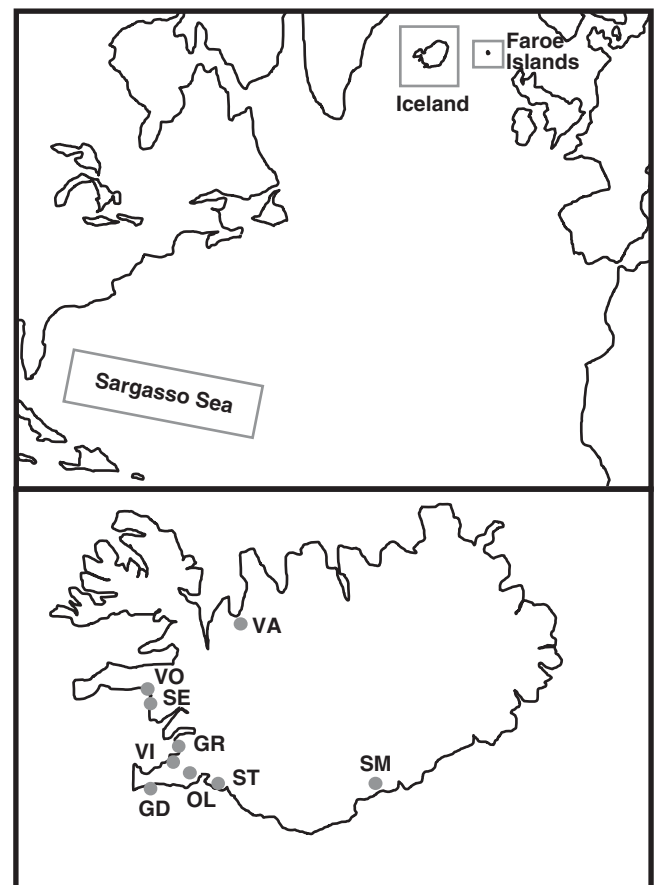 Faroe
Islands
Iceland
Sargasso Sea
VA
VO
SE
GR
VI
SM
ST
OL
GD